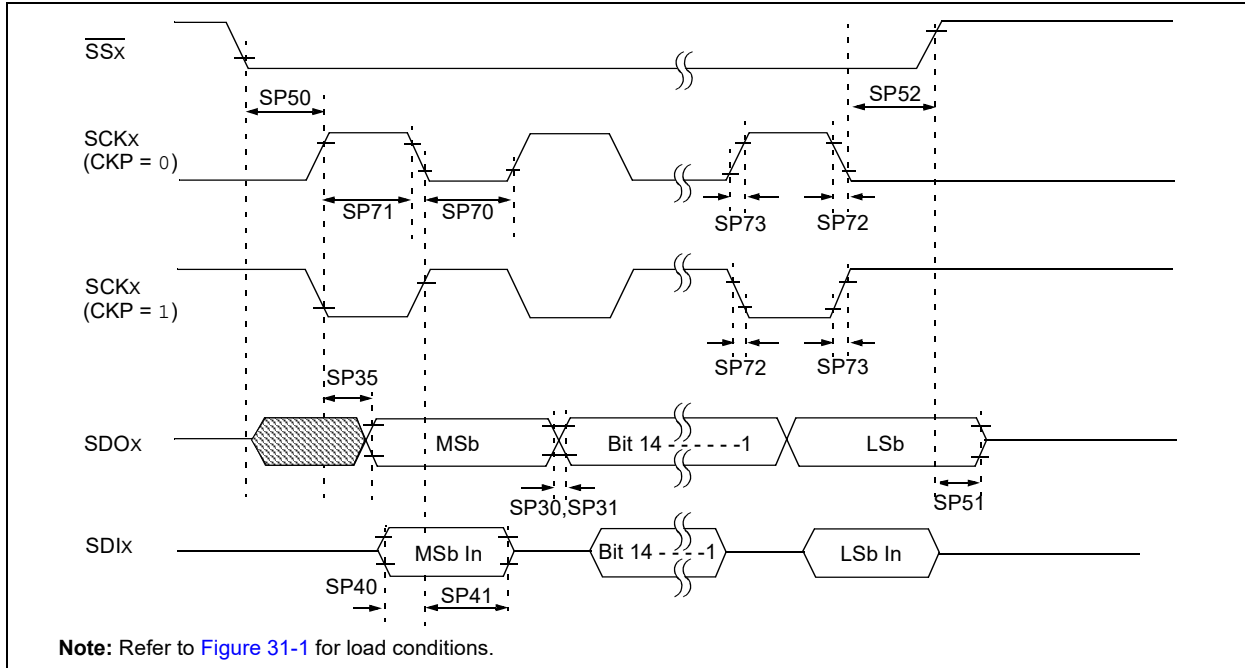 SSX
SP50
SP52
SCKX
(CKP = 0)
SP71
SP70
SP73
SP72
SCKX
(CKP = 1)
SP72
SP73
SP35
SDOX
MSb
Bit 14 - - - - - -1
LSb
SP30,SP31
SP51
SDIX
MSb In
Bit 14 - - - -1
LSb In
SP40
SP41
Note: Refer to Figure 31-1 for load conditions.